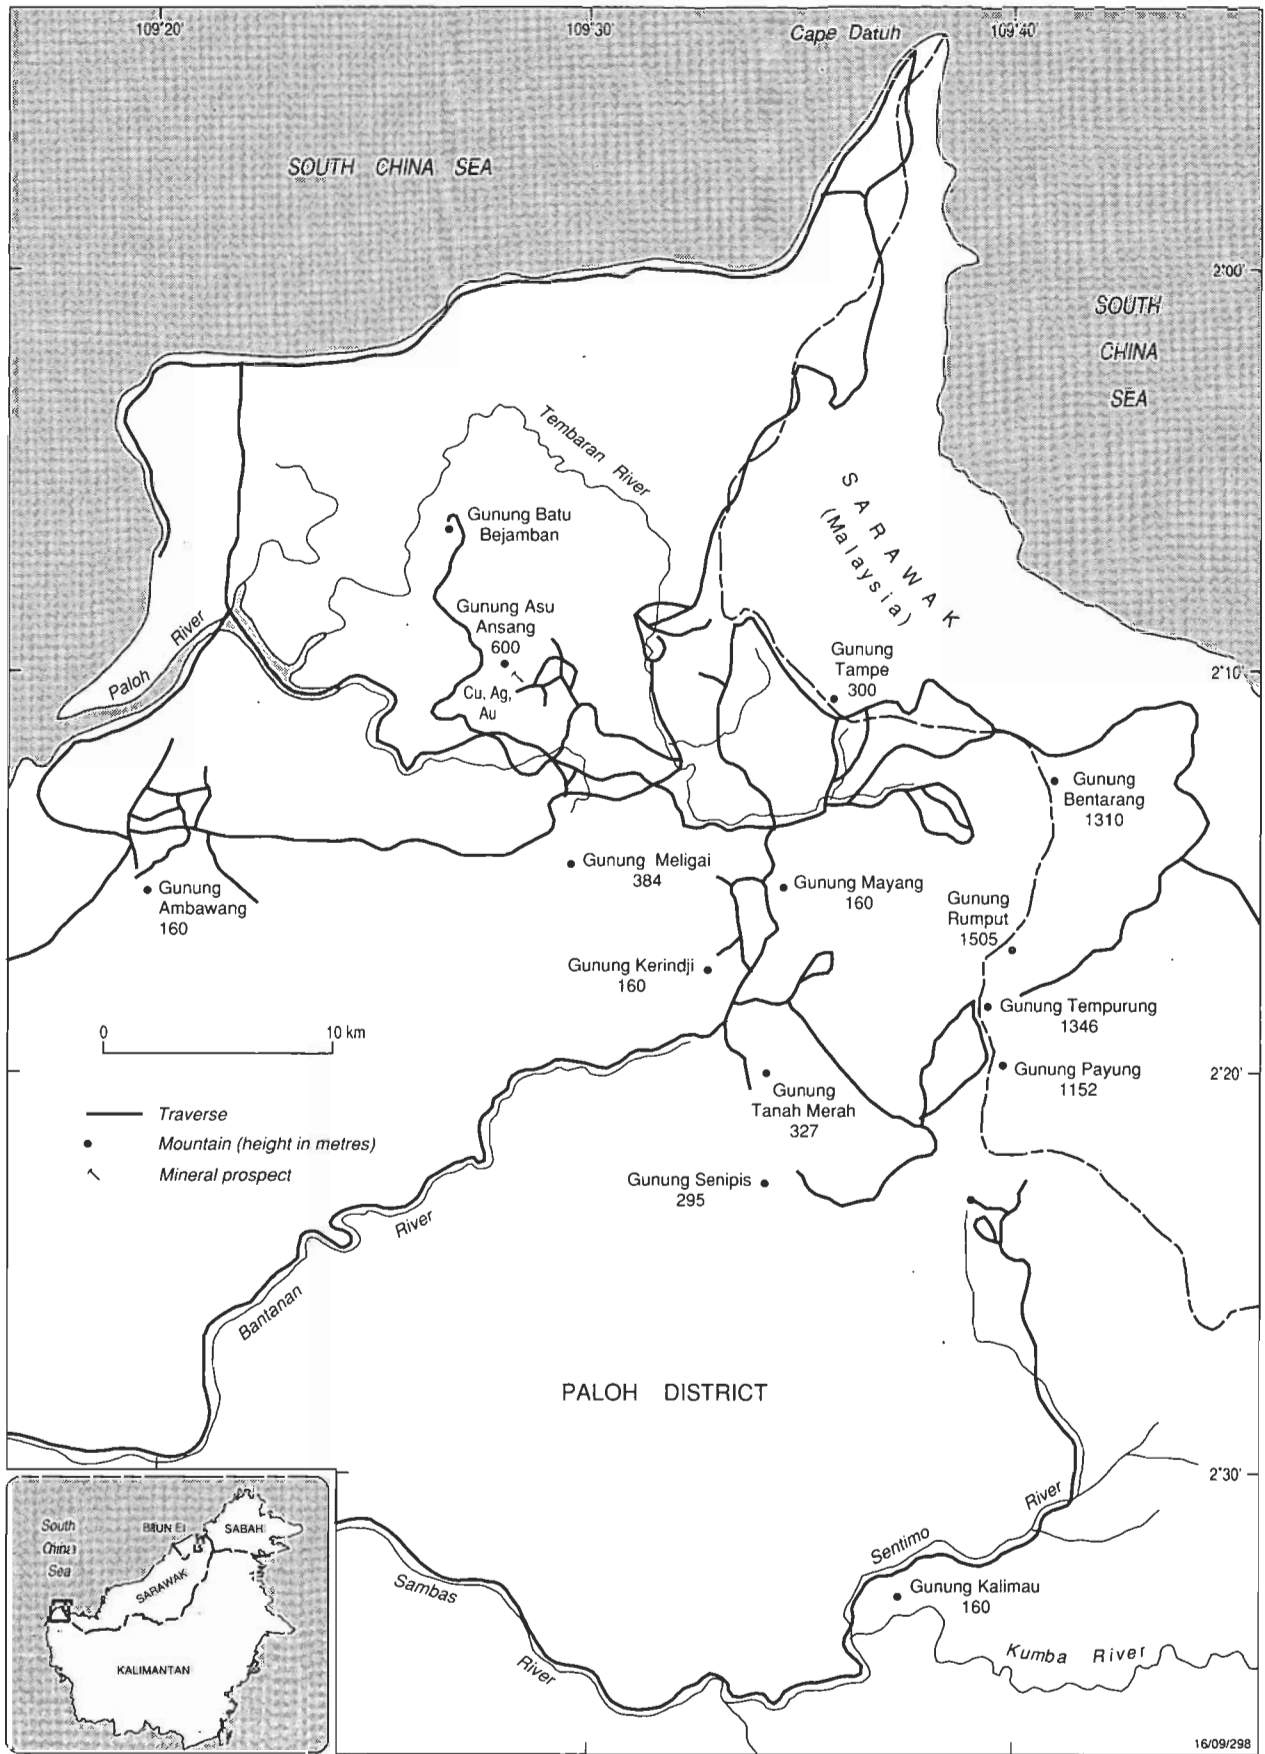 109°20'
109°30'
Cape Datuh
109°40'
SOUTH CHINA SEA
2°00'
SOUTH
CHINA
SEA
Tembaran River
SARAWAK
(Malaysia)
Gunung Batu
Bejamban
Gunung Asu
Ansang
600
Cu, Ag,
Au
Paloh River
Gunung
Tampe
300
2°10'
Gunung
Bentarang
1310
Gunung Meligai
384
Gunung Mayang
160
Gunung
Ambawang
160
Gunung
Rumput
1505
Gunung Kerindji
160
Gunung Tempurung
1346
0 10 km
Gunung Payung
1152
2°20'
Gunung
Tanah Merah
327
Traverse
Mountain (height in metres)
Mineral prospect
Gunung Senipis
295
Bantanan River
PALOH DISTRICT
2°30'
South
China
Sea
BRUNEI
SABAH
SARAWAK
KALIMANTAN
Sambas River
Sentimo River
Gunung Kalimau
160
Kumba River
16/09/298